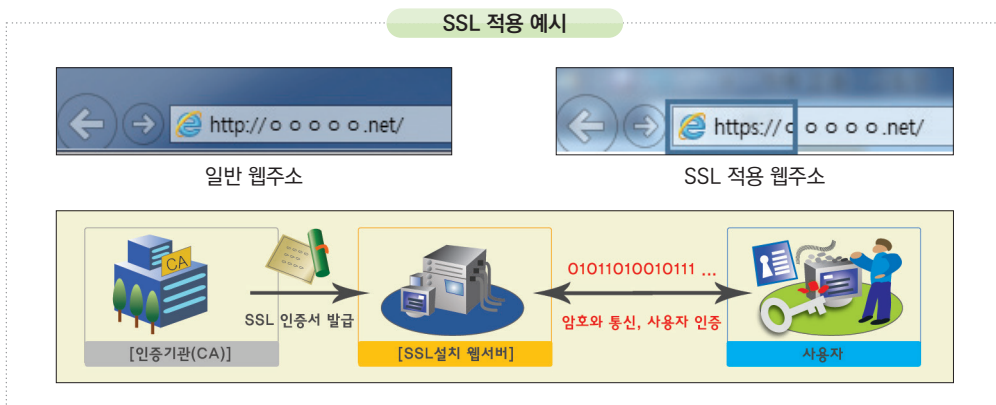 SSL 적용 예시
http://ㅇㅇㅇㅇㅇ.net/
https://ㅇㅇㅇㅇㅇ.net/
일반 웹주소
SSL 적용 웹주소
CA
SSL 인증서 발급
01011010010111 ...
암호와 통신, 사용자 인증
[인증기관(CA)]
[SSL설치 웹서버]
사용자